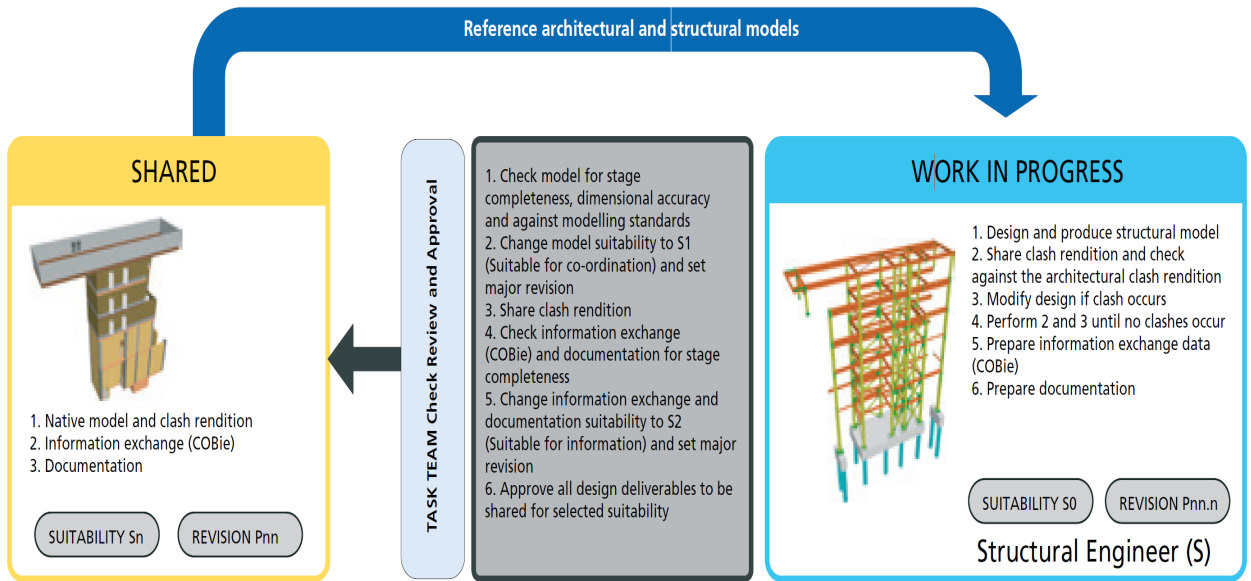 Reference architectural and structural models
SHARED
1. Native model and clash rendition
2. Information exchange (COBie)
3. Documentation
SUITABILITY Sn
REVISION Pnn
TASK TEAM Check Review and Approval
1. Check model for stage
completeness, dimensional accuracy
and against modelling standards
2. Change model suitability to S1
(Suitable for co-ordination) and set
major revision
3. Share clash rendition
4. Check information exchange
(COBie) and documentation for stage
completeness
5. Change information exchange and
documentation suitability to S2
(Suitable for information) and set major
revision
6. Approve all design deliverables to be
shared for selected suitability
WORK IN PROGRESS
1. Design and produce structural model
2. Share clash rendition and check
against the architectural clash rendition
3. Modify design if clash occurs
4. Perform 2 and 3 until no clashes occur
5. Prepare information exchange data
(COBie)
6. Prepare documentation
SUITABILITY S0
REVISION Pnn.n
Structural Engineer (S)